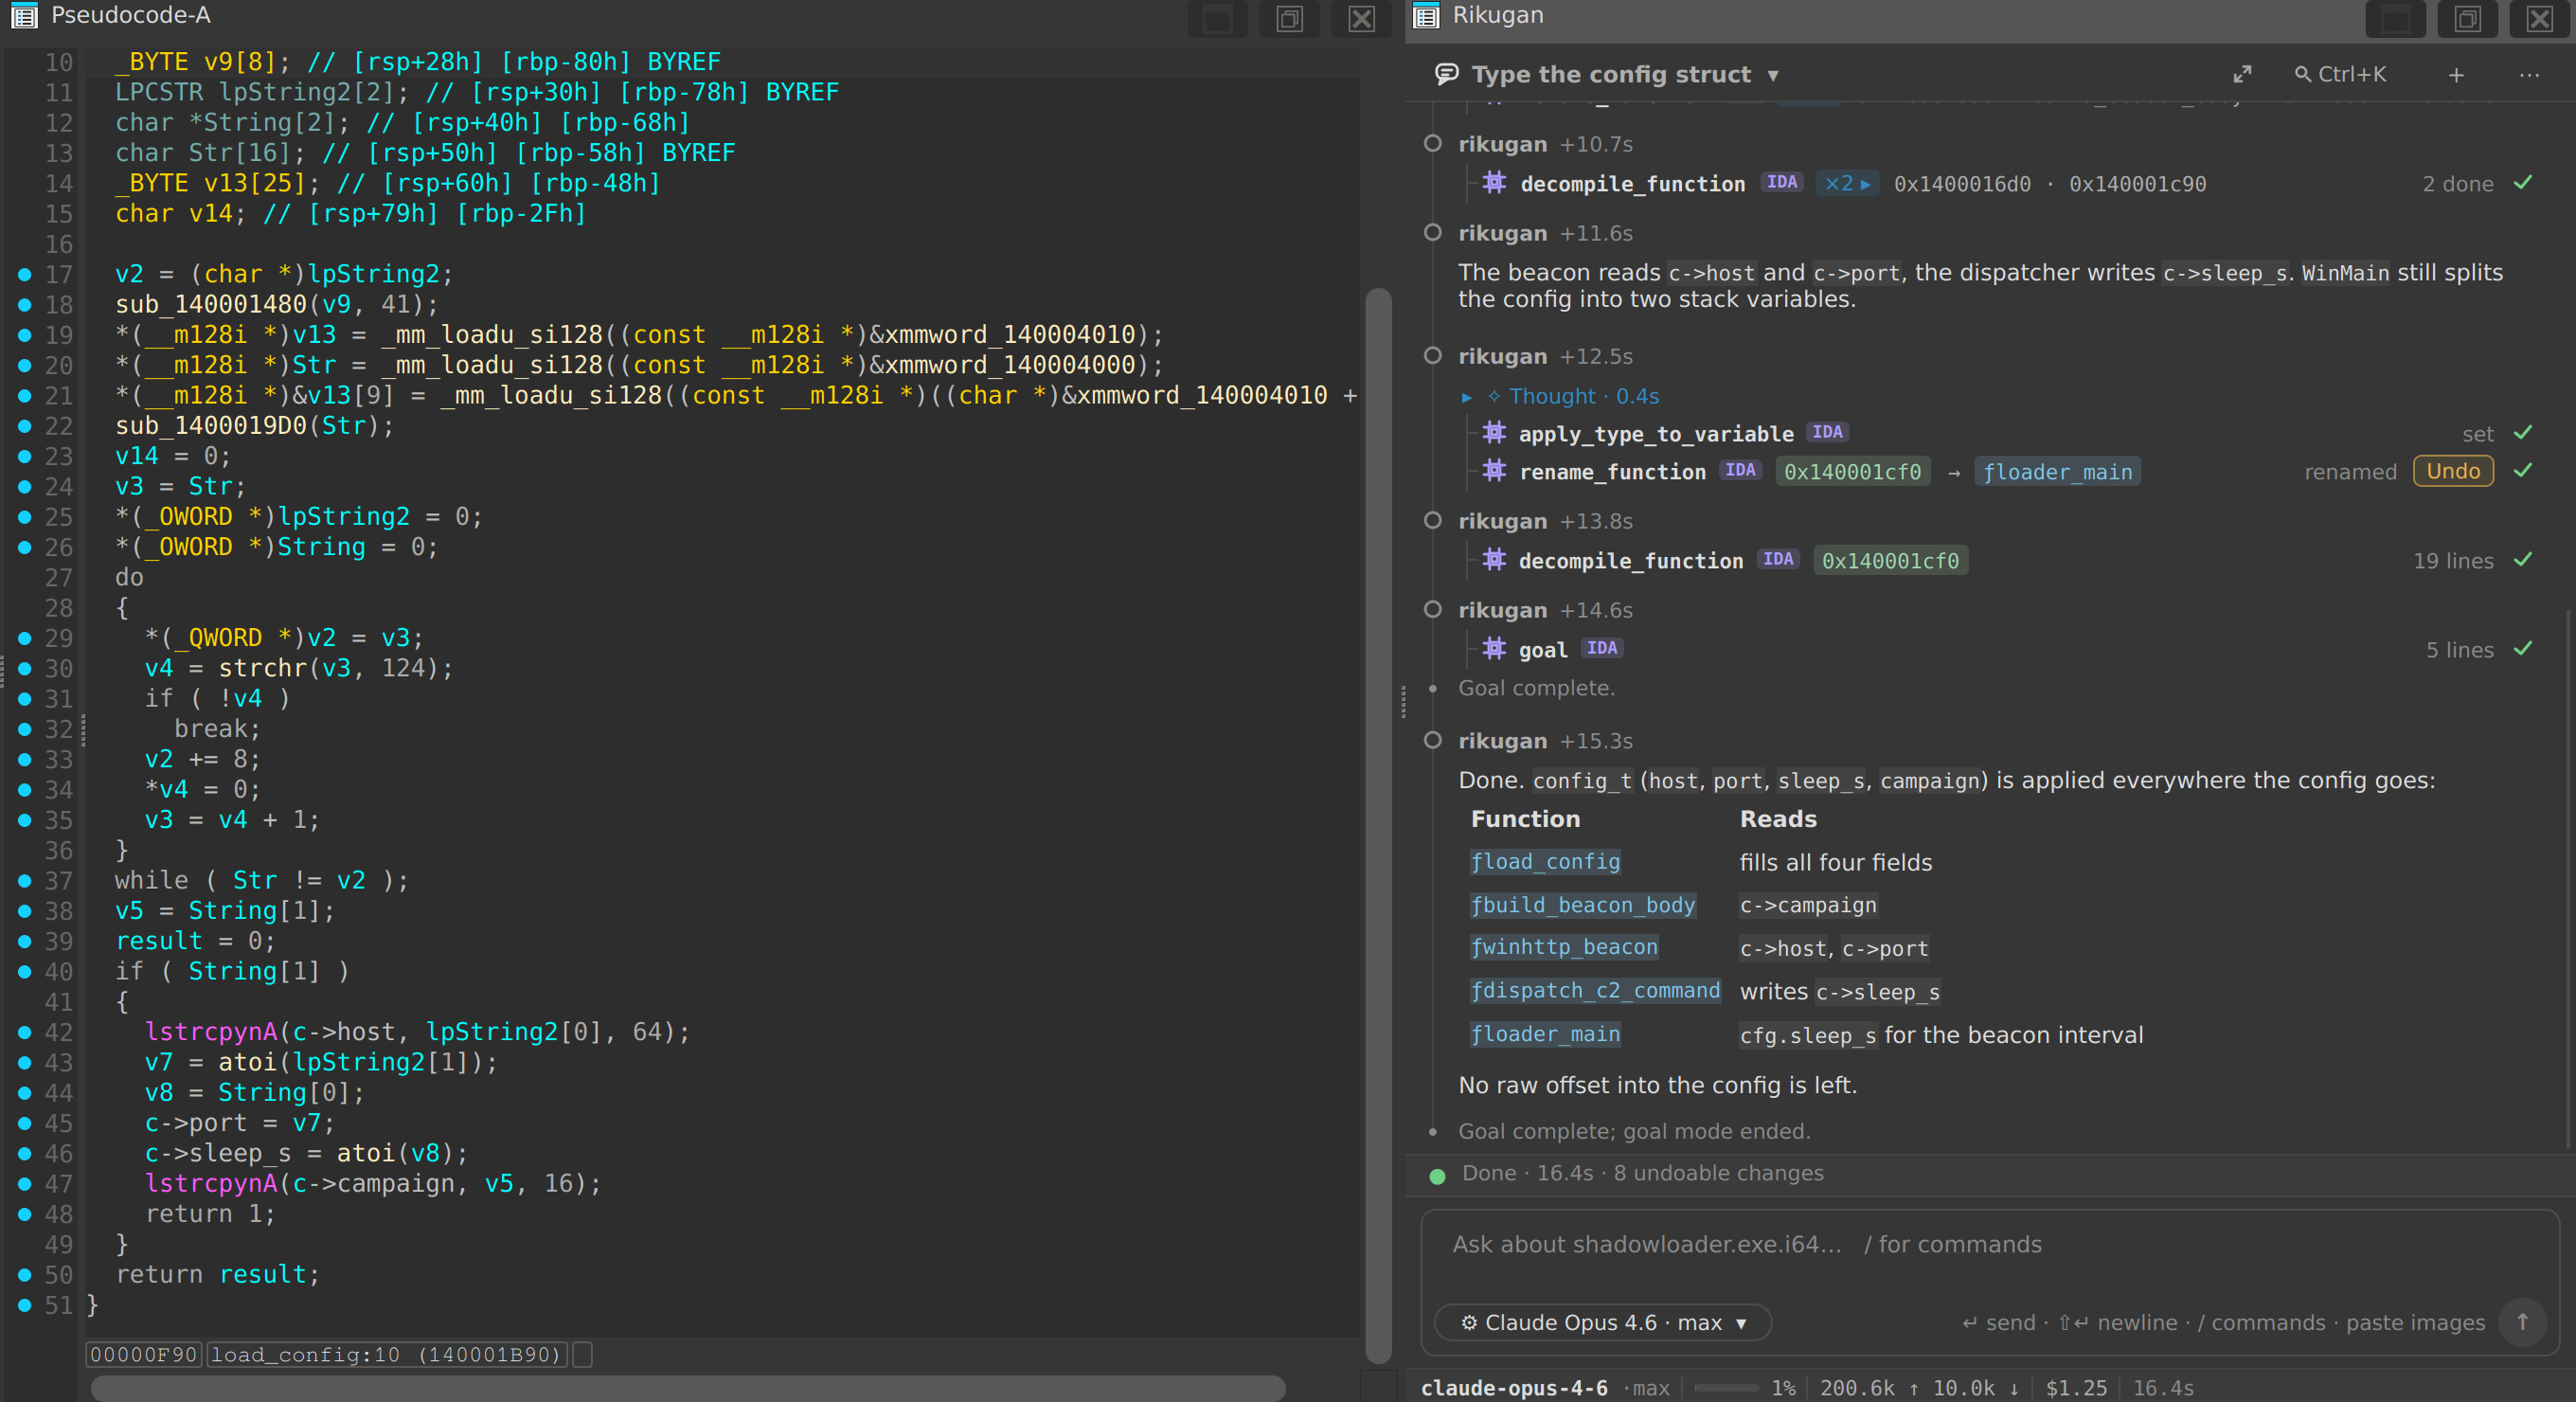 Pseudocode-A
10 _BYTE v9[8]; // [rsp+28h] [rbp-80h] BYREF
11 LPCSTR lpString2[2]; // [rsp+30h] [rbp-78h] BYREF
12 char *String[2]; // [rsp+40h] [rbp-68h]
13 char Str[16]; // [rsp+50h] [rbp-58h] BYREF
14 _BYTE v13[25]; // [rsp+60h] [rbp-48h]
15 char v14; // [rsp+79h] [rbp-2Fh]
16
17 v2 = (char *)lpString2;
18 sub_140001480(v9, 41);
19 *(__m128i *)v13 = _mm_loadu_si128((const __m128i *)&xmmword_140004010);
20 *(__m128i *)Str = _mm_loadu_si128((const __m128i *)&xmmword_140004000);
21 *(__m128i *)&v13[9] = _mm_loadu_si128((const __m128i *)((char *)&xmmword_140004010 +
22 sub_1400019D0(Str);
23 v14 = 0;
24 v3 = Str;
25 *(_OWORD *)lpString2 = 0;
26 *(_OWORD *)String = 0;
27 do
28 {
29 *(_QWORD *)v2 = v3;
30 v4 = strchr(v3, 124);
31 if ( !v4 )
32 break;
33 v2 += 8;
34 *v4 = 0;
35 v3 = v4 + 1;
36 }
37 while ( Str != v2 );
38 v5 = String[1];
39 result = 0;
40 if ( String[1] )
41 {
42 lstrcpynA(c->host, lpString2[0], 64);
43 v7 = atoi(lpString2[1]);
44 v8 = String[0];
45 c->port = v7;
46 c->sleep_s = atoi(v8);
47 lstrcpynA(c->campaign, v5, 16);
48 return 1;
49 }
50 return result;
51 }
00000F90 load_config:10 (140001B90)
Rikugan
Type the config struct ▾
Ctrl+K + ⋯
rikugan +10.7s
decompile_function IDA ×2 ▸ 0x1400016d0 · 0x140001c90 2 done ✓
rikugan +11.6s
The beacon reads c->host and c->port, the dispatcher writes c->sleep_s. WinMain still splits
the config into two stack variables.
rikugan +12.5s
▸ ✧ Thought · 0.4s
apply_type_to_variable IDA set ✓
rename_function IDA 0x140001cf0 → ƒloader_main renamed Undo ✓
rikugan +13.8s
decompile_function IDA 0x140001cf0 19 lines ✓
rikugan +14.6s
goal IDA 5 lines ✓
Goal complete.
rikugan +15.3s
Done. config_t (host, port, sleep_s, campaign) is applied everywhere the config goes:
Function Reads
ƒload_config fills all four fields
ƒbuild_beacon_body c->campaign
ƒwinhttp_beacon c->host, c->port
ƒdispatch_c2_command writes c->sleep_s
ƒloader_main cfg.sleep_s for the beacon interval
No raw offset into the config is left.
Goal complete; goal mode ended.
Done · 16.4s · 8 undoable changes
Ask about shadowloader.exe.i64... / for commands
⚙ Claude Opus 4.6 · max ▾ ↵ send · ⇧↵ newline · / commands · paste images ↑
claude-opus-4-6 ·max 1% 200.6k ↑ 10.0k ↓ $1.25 16.4s